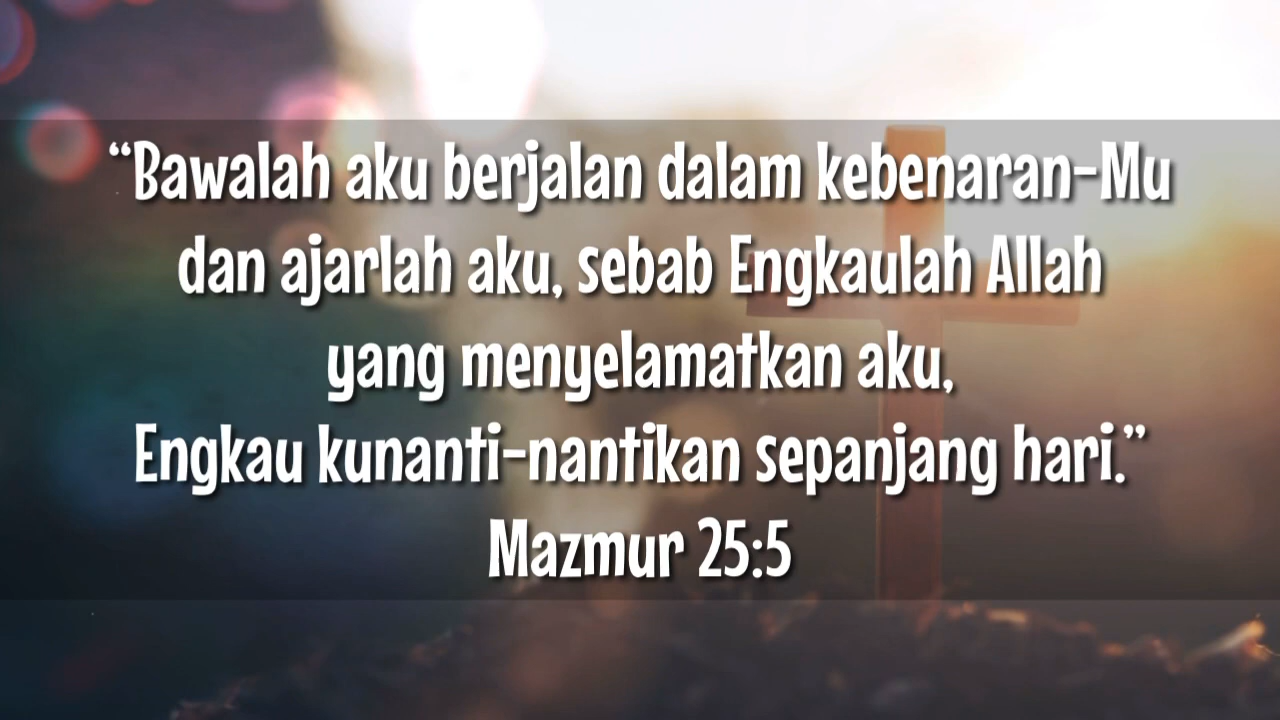 “Bawalah aku berjalan dalam kebenaran-Mu
dan ajarlah aku, sebab Engkaulah Allah
yang menyelamatkan aku,
Engkau kunanti-nantikan sepanjang hari.”
Mazmur 25:5